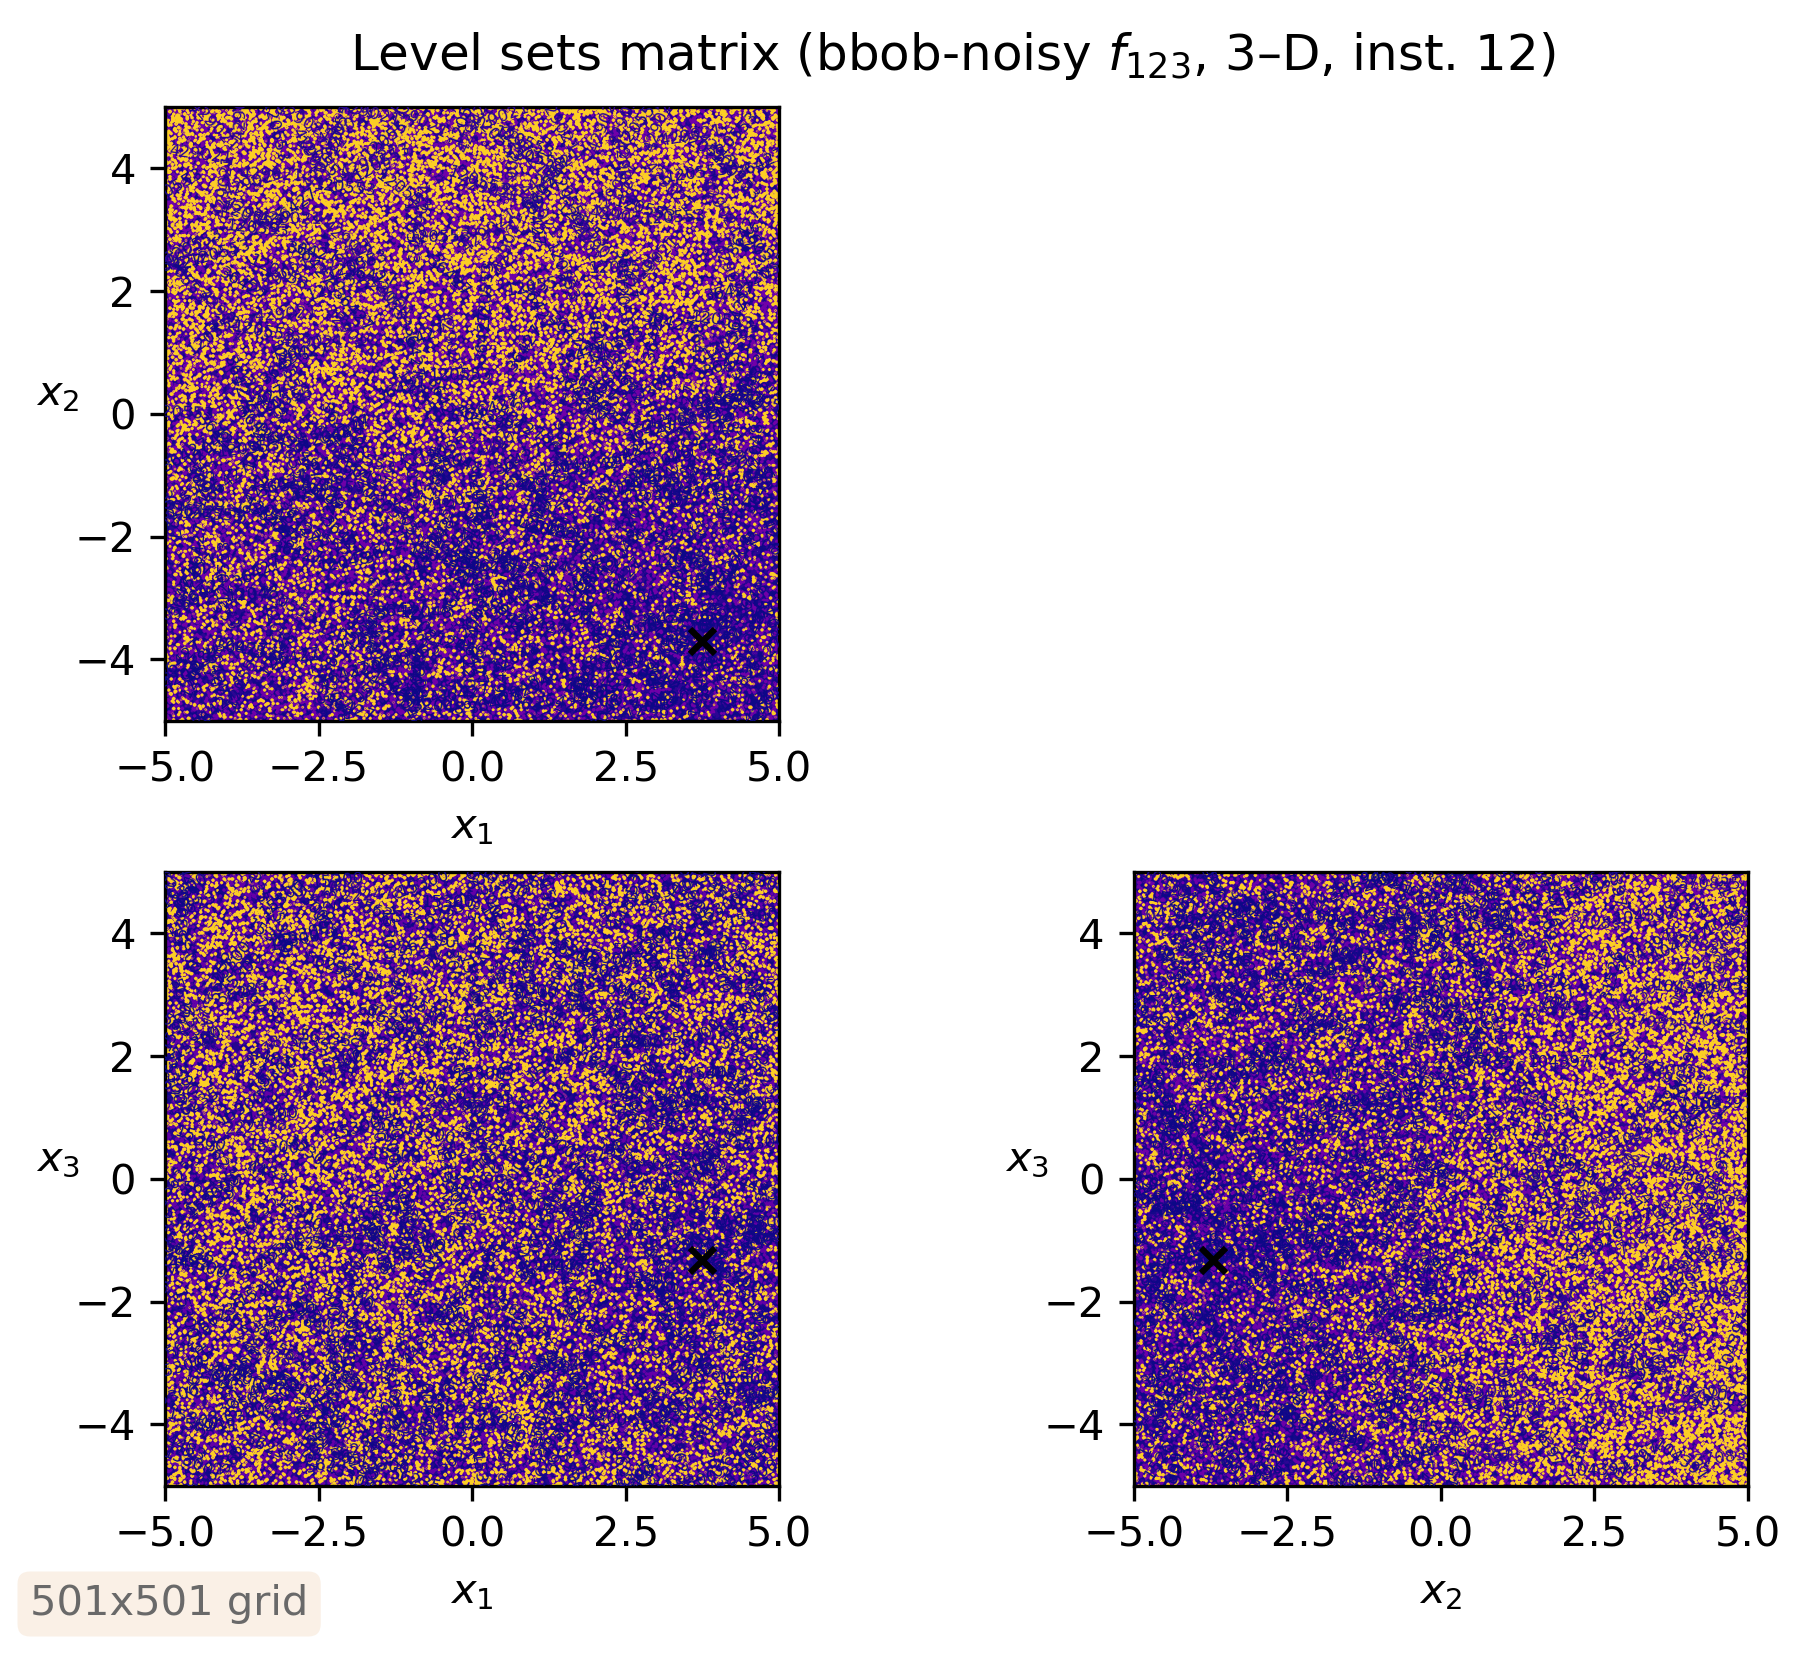 Level sets matrix (bbob-noisy f₁₂₃, 3–D, inst. 12)
4
2
x₂ 0
−2
−4
−5.0 −2.5 0.0 2.5 5.0
x₁
4 4
2 2
x₃ 0 x₃ 0
−2 −2
−4 −4
−5.0 −2.5 0.0 2.5 5.0 −5.0 −2.5 0.0 2.5 5.0
x₁ x₂
501x501 grid